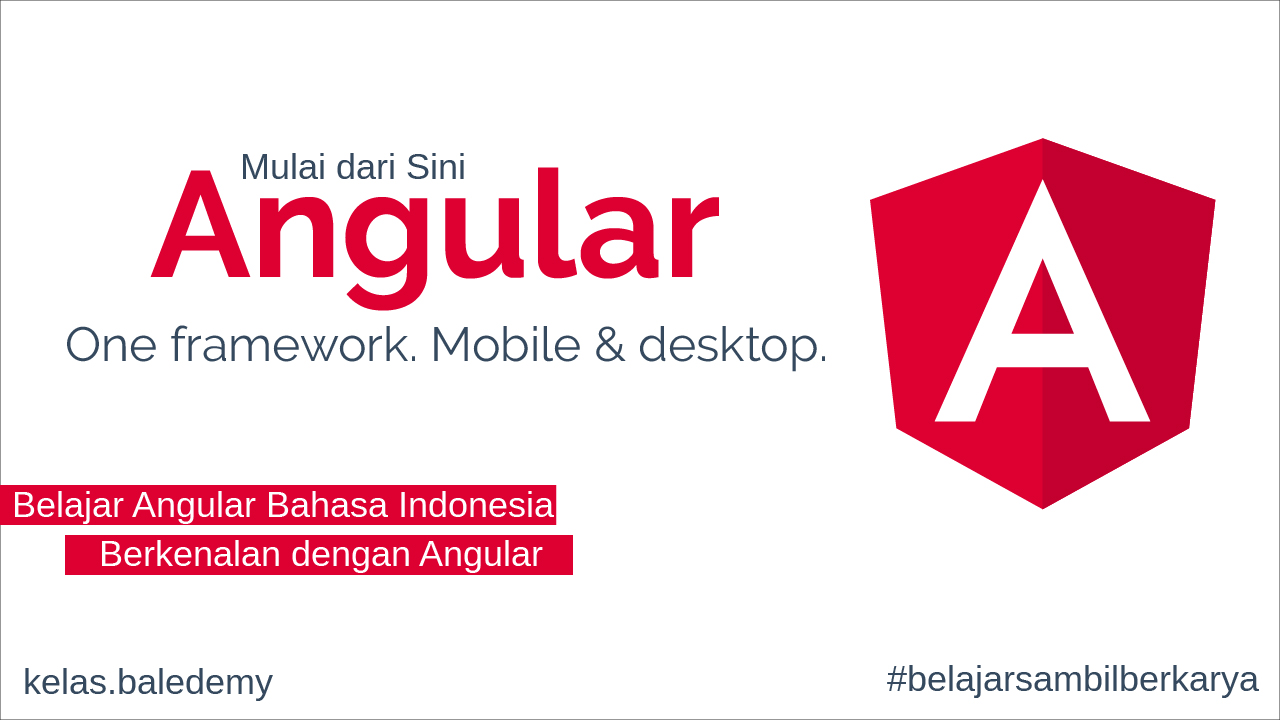 Mulai dari Sini
Angular
One framework. Mobile & desktop.
A
Belajar Angular Bahasa Indonesia
Berkenalan dengan Angular
kelas.baledemy
#belajarsambilberkarya